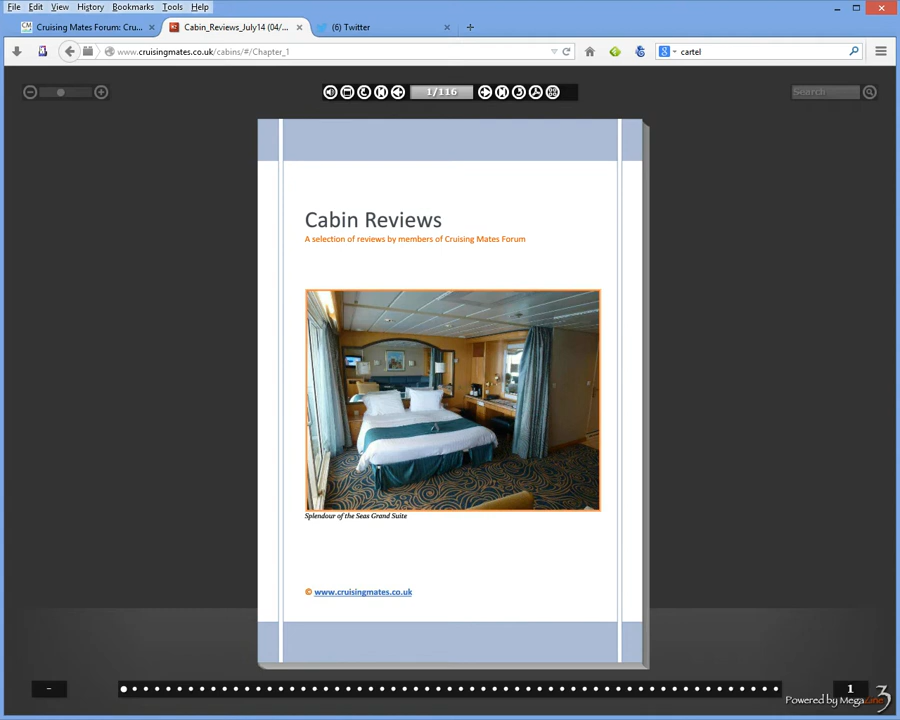 File Edit View History Bookmarks Tools Help
Cruising Mates Forum: Cru...
Cabin_Reviews_July14 (04/...
(6) Twitter
www.cruisingmates.co.uk/cabins/#/Chapter_1
cartel
1/116
Search
Cabin Reviews
A selection of reviews by members of Cruising Mates Forum
Splendour of the Seas Grand Suite
© www.cruisingmates.co.uk
-
1
Powered by MegaZine 3